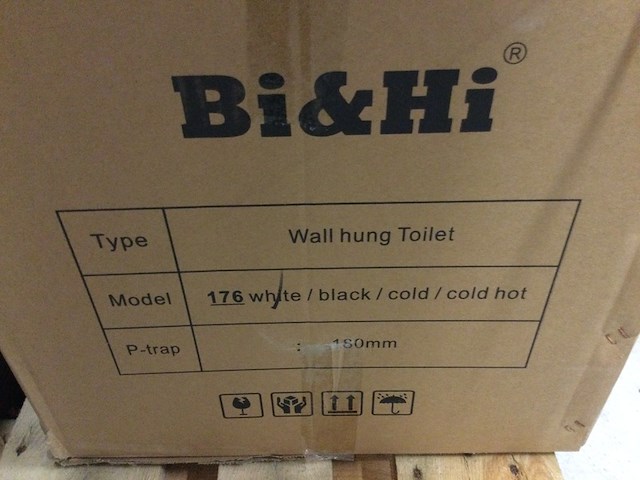 Bi&Hi ®
Type Wall hung Toilet
Model 176 white / black / cold / cold hot
P-trap : 180mm